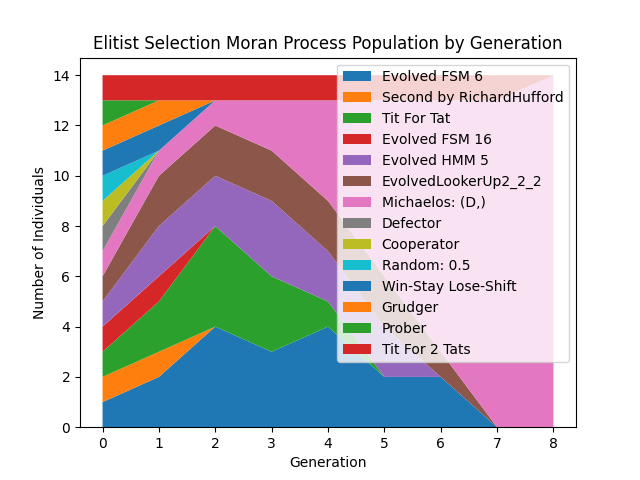 Elitist Selection Moran Process Population by Generation
14
12
10
8
6
4
2
0
Number of Individuals
Evolved FSM 6
Second by RichardHufford
Tit For Tat
Evolved FSM 16
Evolved HMM 5
EvolvedLookerUp2_2_2
Michaelos: (D,)
Defector
Cooperator
Random: 0.5
Win-Stay Lose-Shift
Grudger
Prober
Tit For 2 Tats
0 1 2 3 4 5 6 7 8
Generation